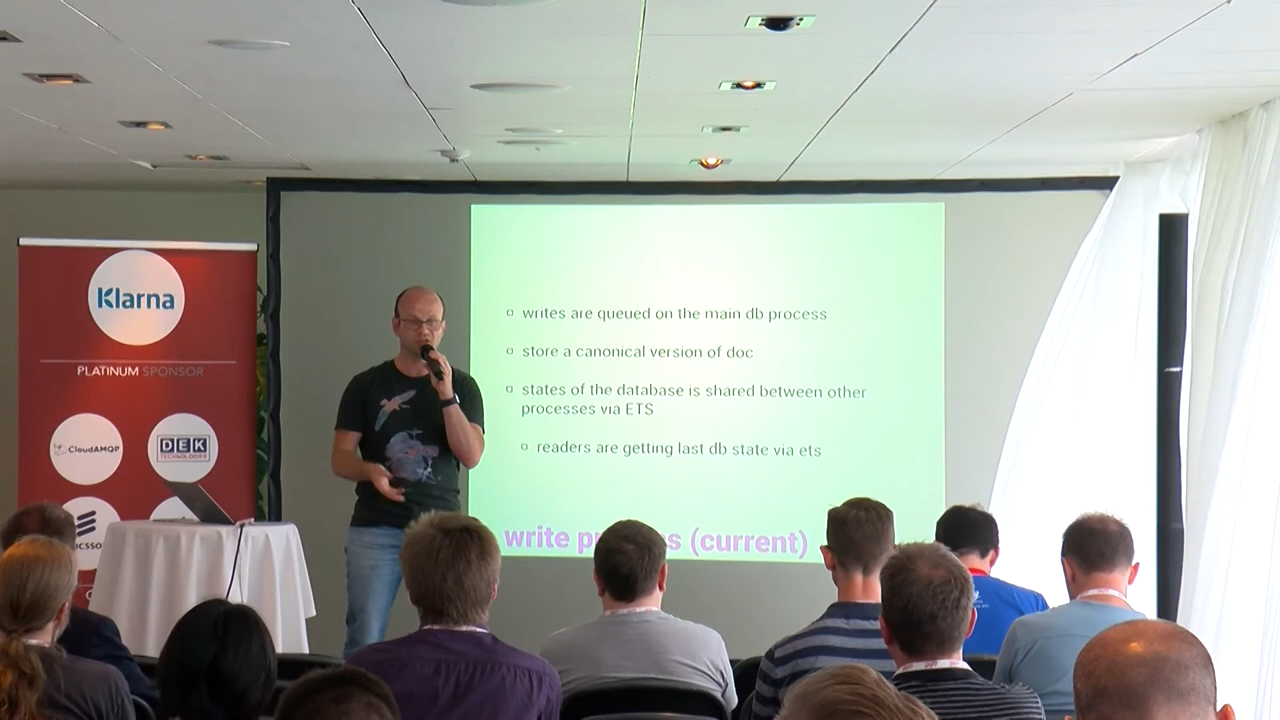 Klarna
PLATINUM SPONSOR
CloudAMQP
DEK
TECHNOLOGIES
writes are queued on the main db process
store a canonical version of doc
states of the database is shared between other
processes via ETS
readers are getting last db state via ets
(current)
write